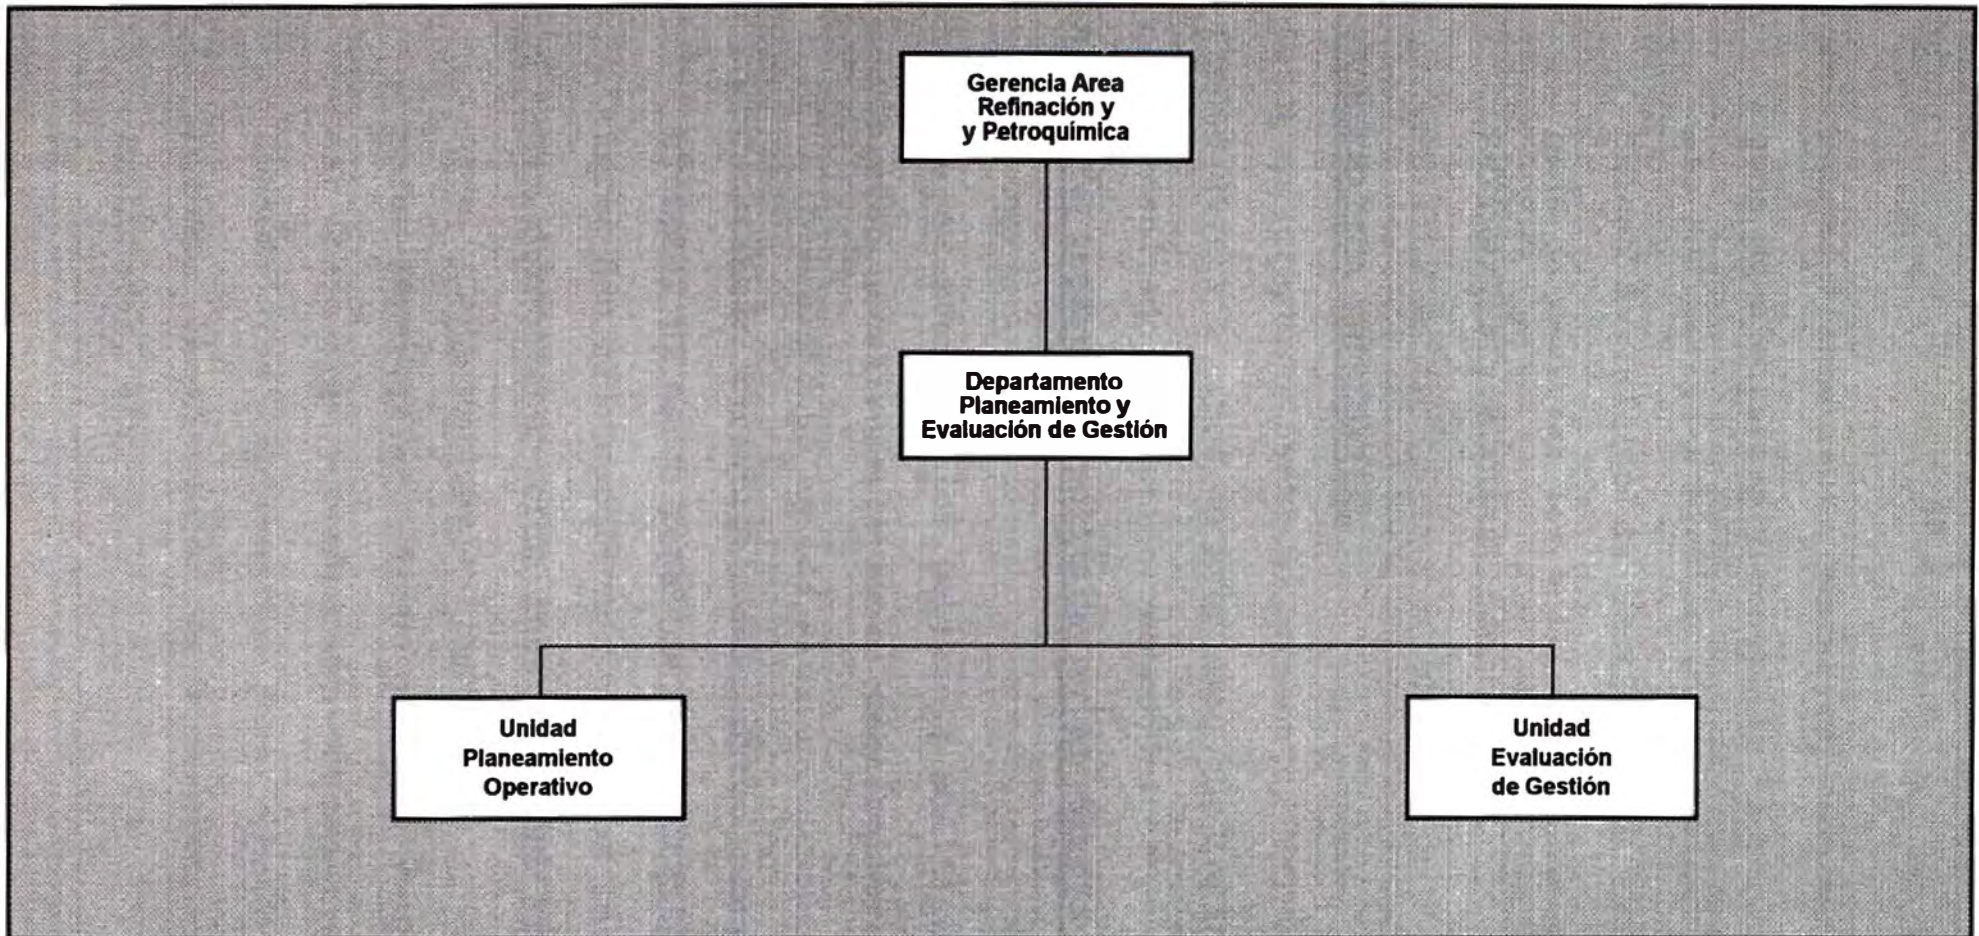 Gerencia Area
Refinación y
y Petroquímica
Departamento
Planeamiento y
Evaluación de Gestión
Unidad
Planeamiento
Operativo
Unidad
Evaluación
de Gestión